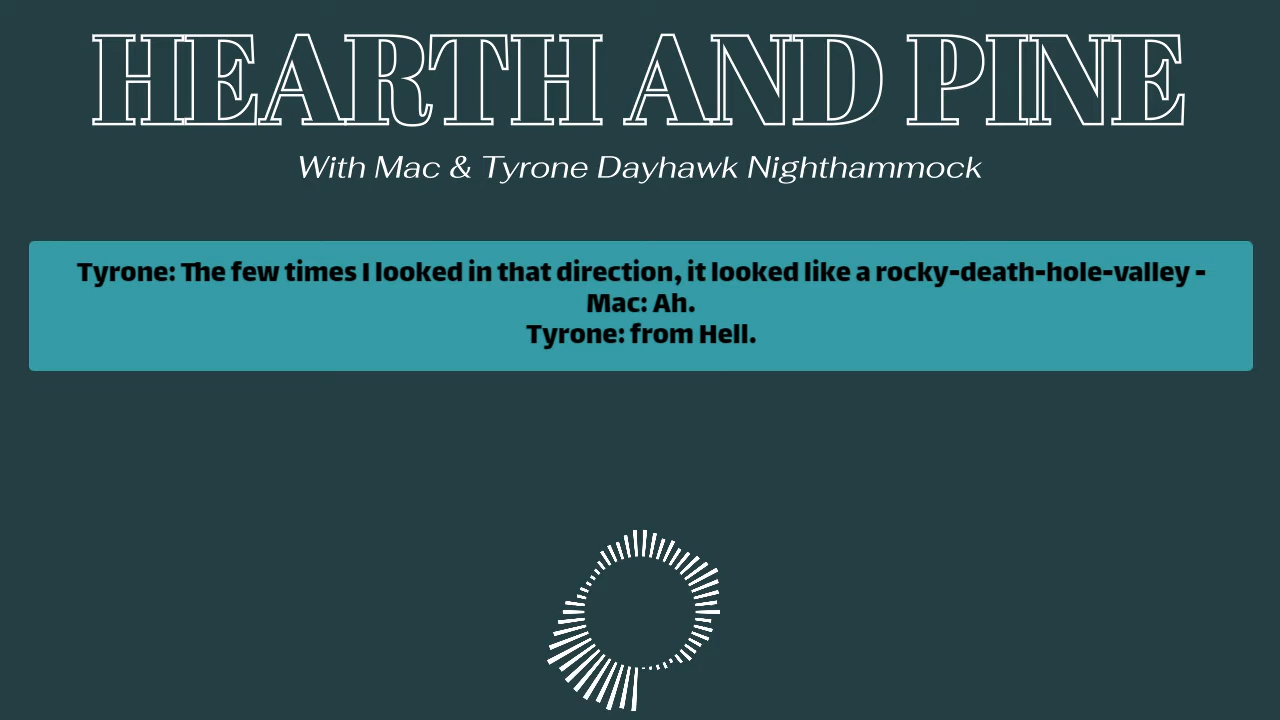 HEARTH AND PINE
With Mac & Tyrone Dayhawk Nighthammock
Tyrone: The few times I looked in that direction, it looked like a rocky-death-hole-valley -
Mac: Ah.
Tyrone: from Hell.